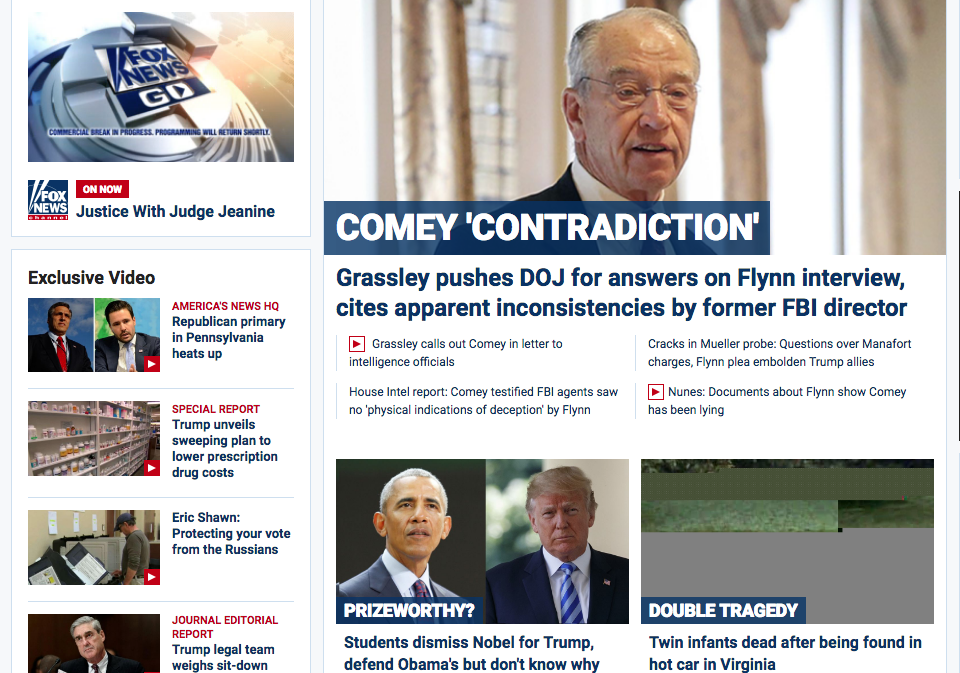 FOX
NEWS
GO
COMMERCIAL BREAK IN PROGRESS. PROGRAMMING WILL RETURN SHORTLY.
FOX
NEWS
channel
ON NOW
Justice With Judge Jeanine
Exclusive Video
AMERICA'S NEWS HQ
Republican primary
in Pennsylvania
heats up
SPECIAL REPORT
Trump unveils
sweeping plan to
lower prescription
drug costs
Eric Shawn:
Protecting your vote
from the Russians
JOURNAL EDITORIAL
REPORT
Trump legal team
weighs sit-down
COMEY 'CONTRADICTION'
Grassley pushes DOJ for answers on Flynn interview,
cites apparent inconsistencies by former FBI director
Grassley calls out Comey in letter to
intelligence officials
Cracks in Mueller probe: Questions over Manafort
charges, Flynn plea embolden Trump allies
House Intel report: Comey testified FBI agents saw
no 'physical indications of deception' by Flynn
Nunes: Documents about Flynn show Comey
has been lying
PRIZEWORTHY?
Students dismiss Nobel for Trump,
defend Obama's but don't know why
DOUBLE TRAGEDY
Twin infants dead after being found in
hot car in Virginia